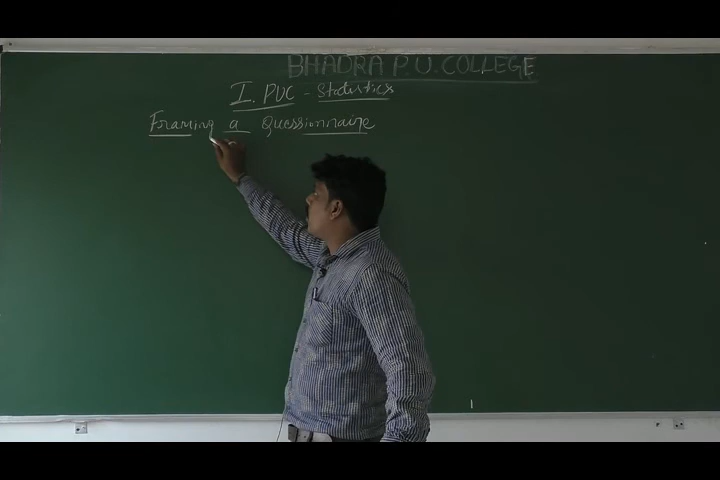 BHADRA P.U. COLLEGE
I. PUC - Statistics
Framing a Quessionnaire